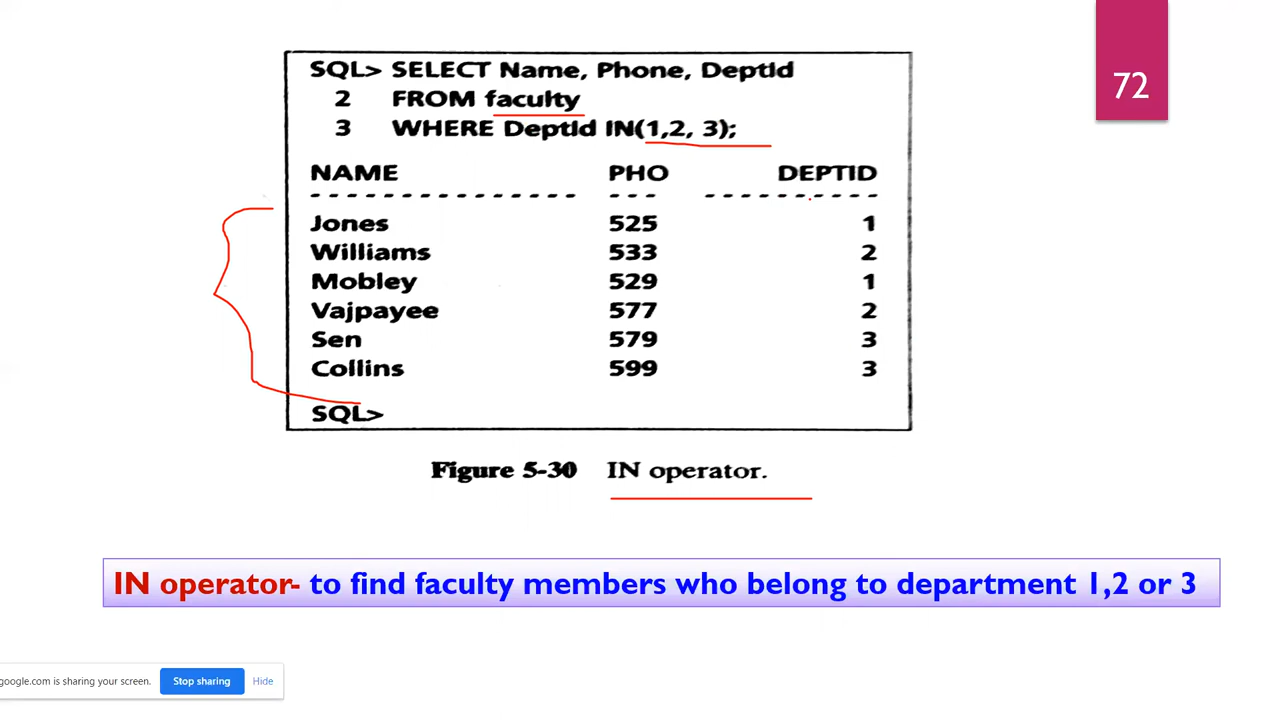 72
SQL> SELECT Name, Phone, DeptId
2 FROM faculty
3 WHERE DeptId IN(1,2, 3);
NAME PHO DEPTID
--------------- --- ----------
Jones 525 1
Williams 533 2
Mobley 529 1
Vajpayee 577 2
Sen 579 3
Collins 599 3
SQL>
Figure 5-30 IN operator.
IN operator- to find faculty members who belong to department 1,2 or 3
google.com is sharing your screen. Stop sharing Hide